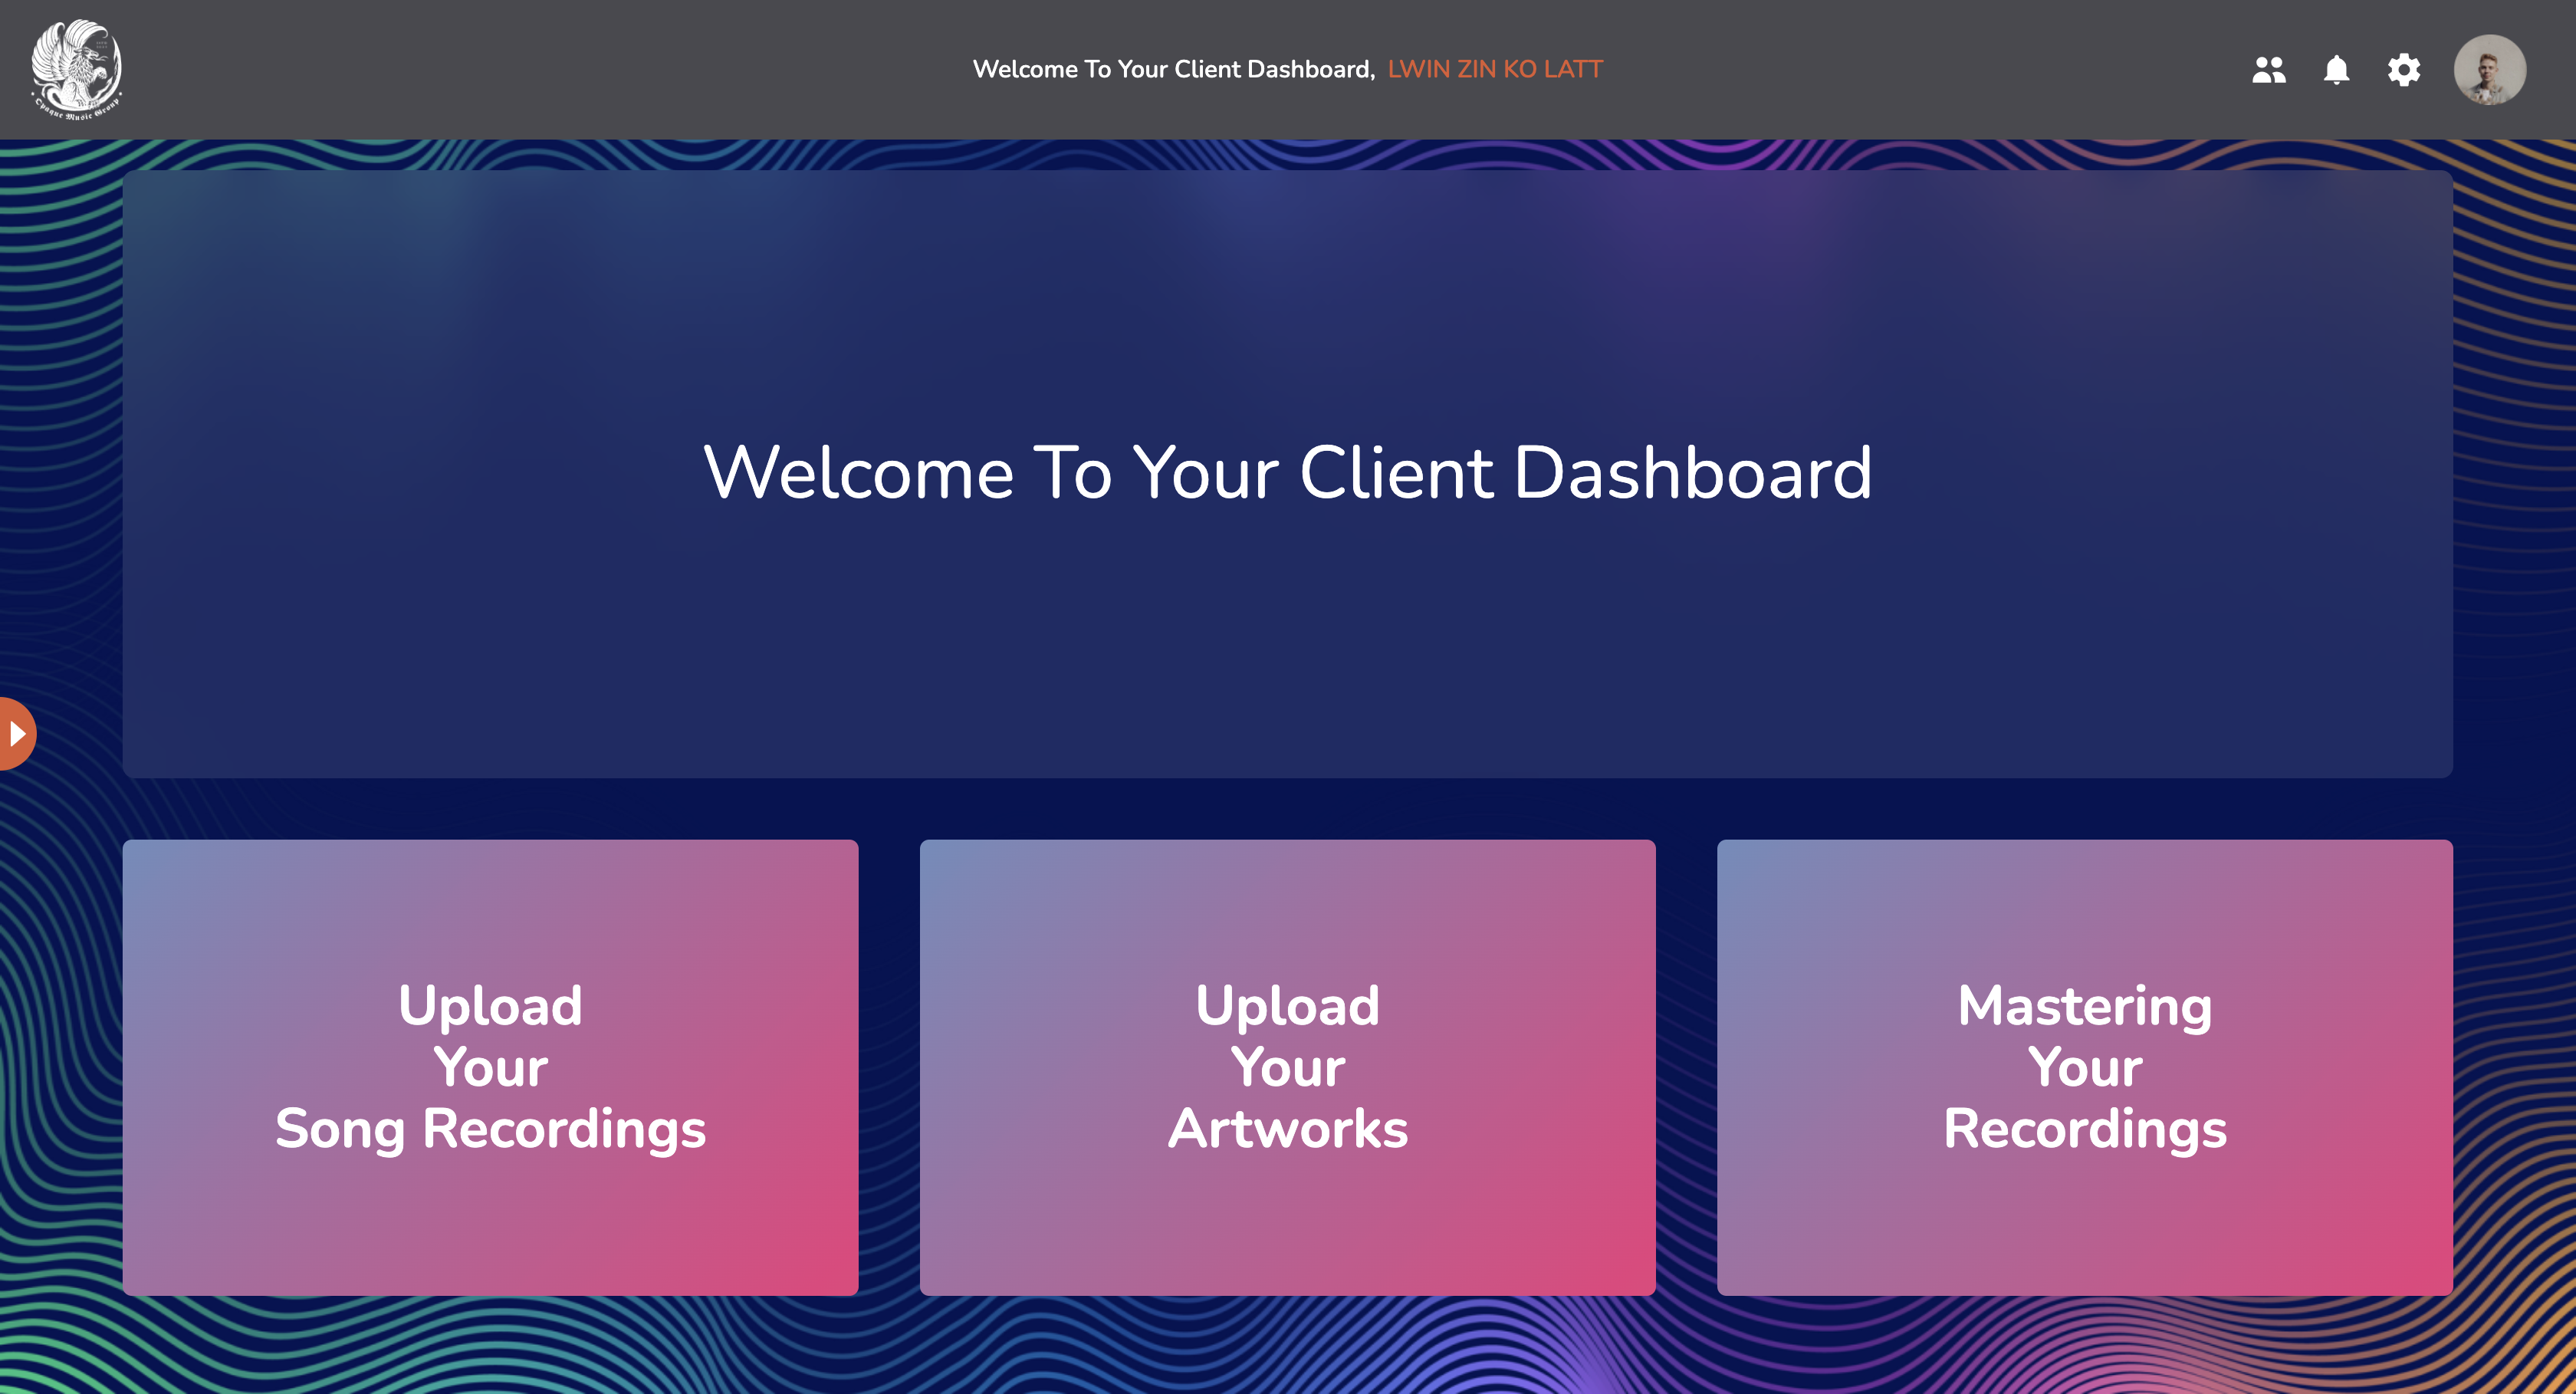 Welcome To Your Client Dashboard, LWIN ZIN KO LATT
Welcome To Your Client Dashboard
Upload
Your
Song Recordings
Upload
Your
Artworks
Mastering
Your
Recordings